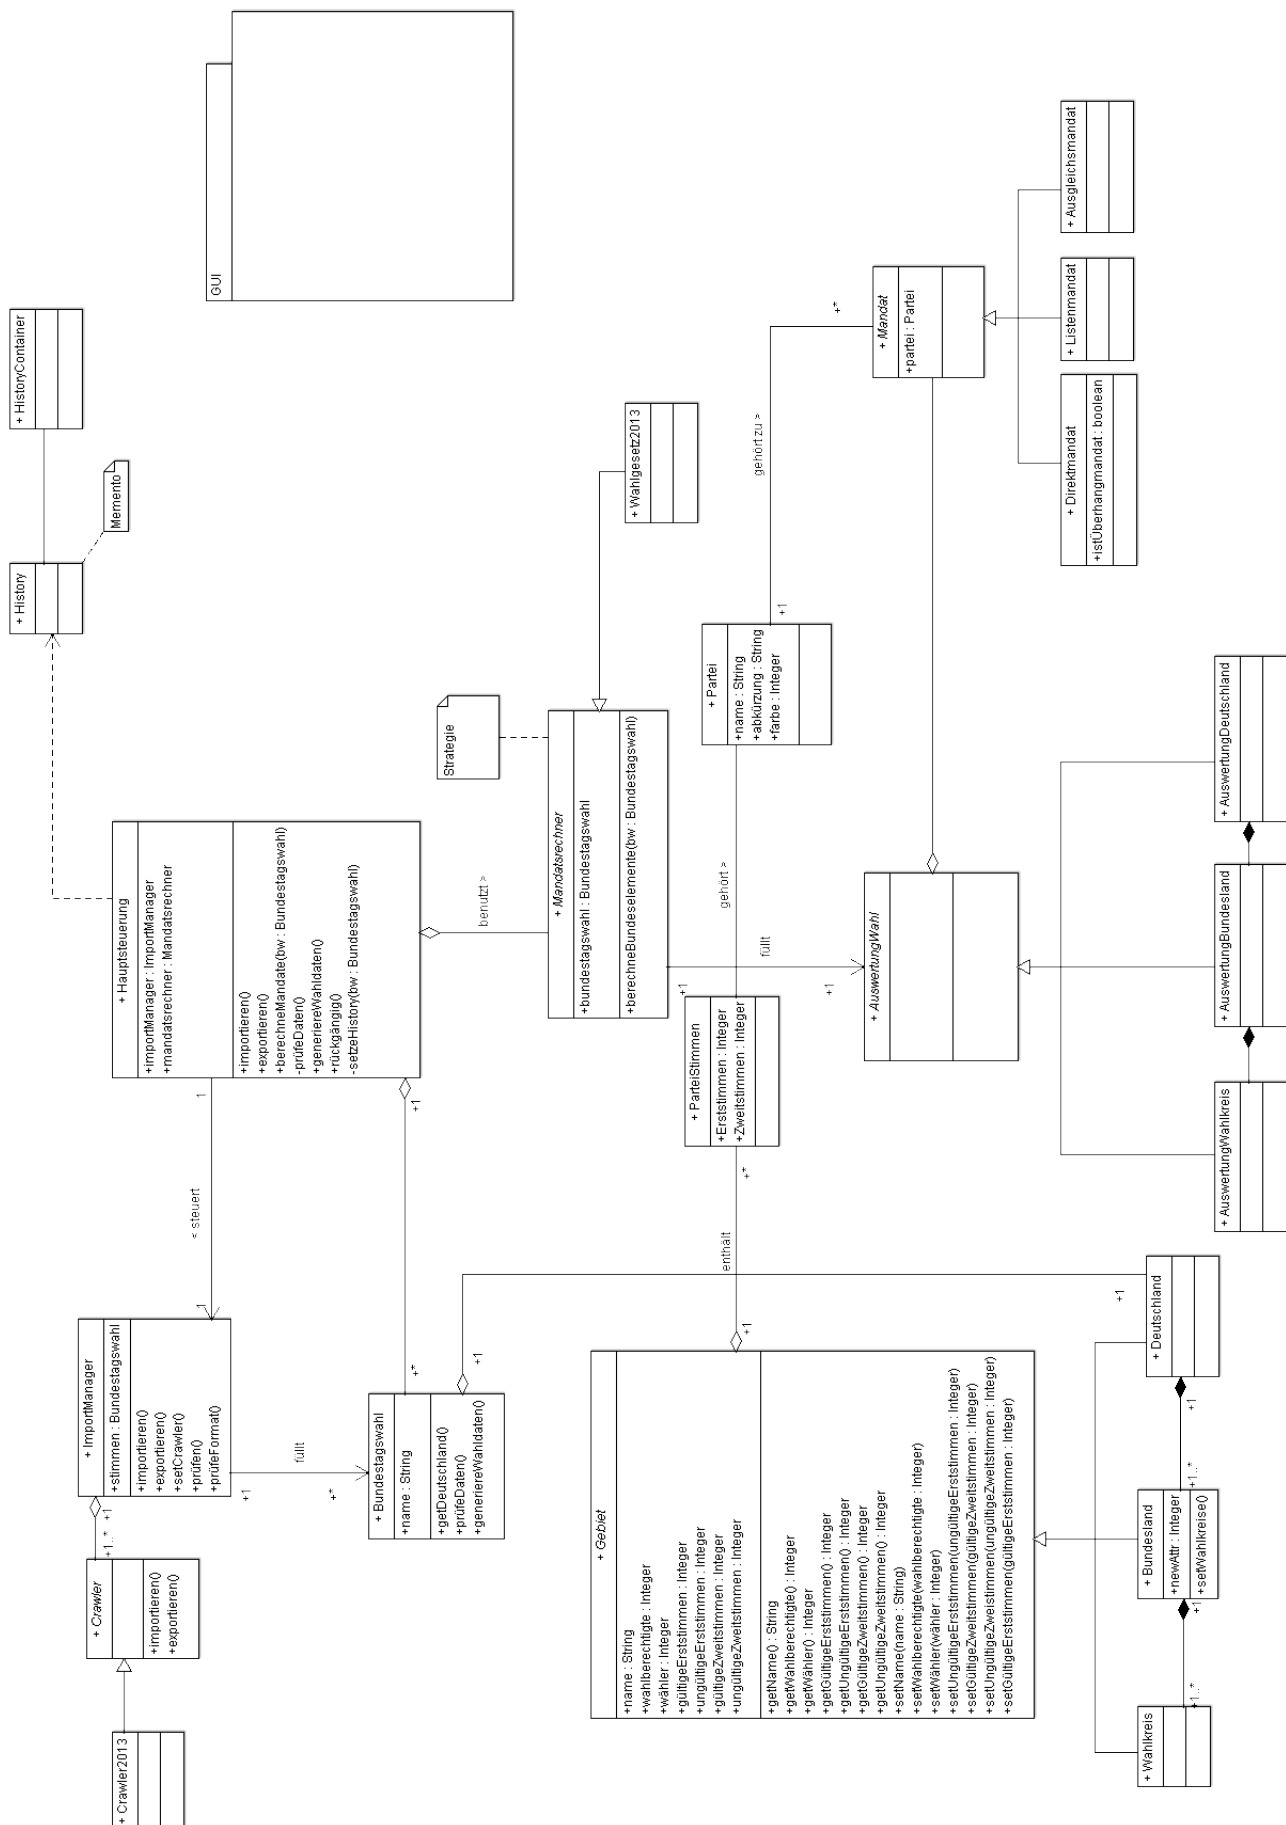 + Crawler2013
+ Crawler
+importieren()
+exportieren()
+1..*
+1
+ ImportManager
+stimmen : Bundestagswahl
+importieren()
+exportieren()
+setCrawler()
+prüfen()
+prüfeFormat()
1
< steuert
1
+ Hauptsteuerung
+importManager : ImportManager
+mandatsrechner : Mandatsrechner
+importieren()
+exportieren()
+berechneMandate(bw : Bundestagswahl)
-prüfeDaten()
+generiereWahldaten()
+rückgängig()
-setzeHistory(bw : Bundestagswahl)
+ History
+ HistoryContainer
Memento
GUI
+1
füllt
+*
+ Bundestagswahl
+name : String
+getDeutschland()
+prüfeDaten()
+generiereWahldaten()
+*
+1
+1
benutzt >
Strategie
+ Mandatsrechner
+bundestagswahl : Bundestagswahl
+berechneBundeselemente(bw : Bundestagswahl)
+ Wahlgesetz2013
+ Gebiet
+name : String
+wahlberechtigte : Integer
+wähler : Integer
+gültigeErststimmen : Integer
+ungültigeErststimmen : Integer
+gültigeZweitstimmen : Integer
+ungültigeZweitstimmen : Integer
+getName() : String
+getWahlberechtigte() : Integer
+getWähler() : Integer
+getGültigeErststimmen() : Integer
+getUngültigeErststimmen() : Integer
+getGültigeZweitstimmen() : Integer
+getUngültigeZweitstimmen() : Integer
+setName(name : String)
+setWahlberechtigte(wahlberechtigte : Integer)
+setWähler(wähler : Integer)
+setUngültigeErststimmen(ungültigeErststimmen : Integer)
+setGültigeZweitstimmen(gültigeZweitstimmen : Integer)
+setUngültigeZweistimmen(ungültigeZweitstimmen : Integer)
+setGültigeErststimmen(gültigeErststimmen : Integer)
+1
enthält
+*
+ ParteiStimmen
+Erststimmen : Integer
+Zweitstimmen : Integer
+1
gehört >
+ Partei
+name : String
+abkürzung : String
+farbe : Integer
+1
gehört zu >
+*
+ Mandat
+partei : Partei
füllt
+1
+ AuswertungWahl
+ Direktmandat
+istÜberhangmandat : boolean
+ Listenmandat
+ Ausgleichsmandat
+ Wahlkreis
+1..*
+1
+ Bundesland
+newAttr : Integer
+setWahlkreise()
+1..*
+1
+ Deutschland
+1
+ AuswertungWahlkreis
+ AuswertungBundesland
+ AuswertungDeutschland